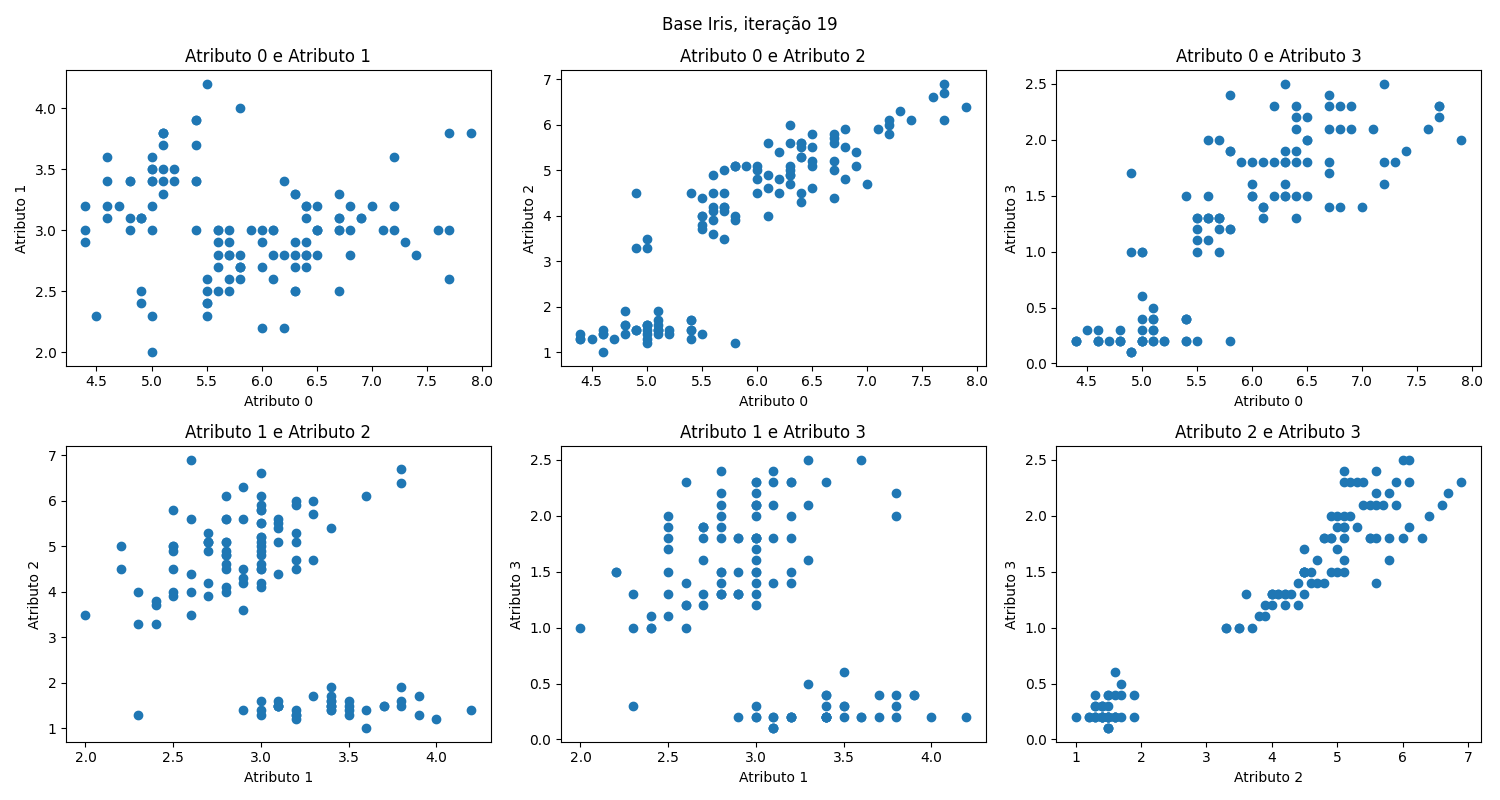 Base Iris, iteração 19
Atributo 0 e Atributo 1
Atributo 1
4.0
3.5
3.0
2.5
2.0
4.5 5.0 5.5 6.0 6.5 7.0 7.5 8.0
Atributo 0
Atributo 0 e Atributo 2
Atributo 2
7
6
5
4
3
2
1
4.5 5.0 5.5 6.0 6.5 7.0 7.5 8.0
Atributo 0
Atributo 0 e Atributo 3
Atributo 3
2.5
2.0
1.5
1.0
0.5
0.0
4.5 5.0 5.5 6.0 6.5 7.0 7.5 8.0
Atributo 0
Atributo 1 e Atributo 2
Atributo 2
7
6
5
4
3
2
1
2.0 2.5 3.0 3.5 4.0
Atributo 1
Atributo 1 e Atributo 3
Atributo 3
2.5
2.0
1.5
1.0
0.5
0.0
2.0 2.5 3.0 3.5 4.0
Atributo 1
Atributo 2 e Atributo 3
Atributo 3
2.5
2.0
1.5
1.0
0.5
0.0
1 2 3 4 5 6 7
Atributo 2